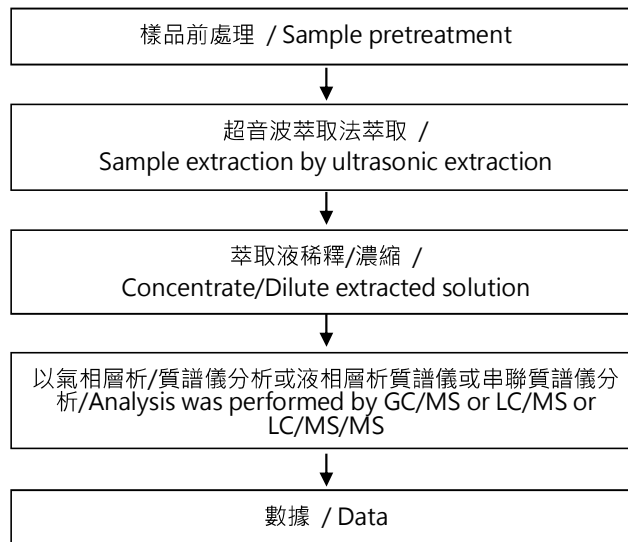 樣品前處理 / Sample pretreatment
超音波萃取法萃取 /
Sample extraction by ultrasonic extraction
萃取液稀釋/濃縮 /
Concentrate/Dilute extracted solution
以氣相層析/質譜儀分析或液相層析質譜儀或串聯質譜儀分
析/Analysis was performed by GC/MS or LC/MS or
LC/MS/MS
數據 / Data